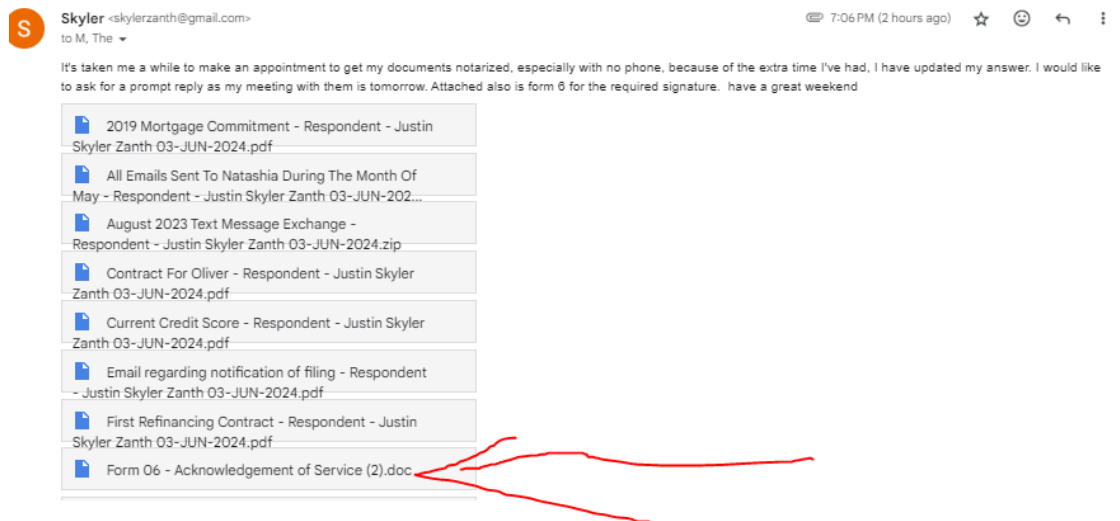 S
Skyler <skylerzanth@gmail.com>
7:06 PM (2 hours ago)
to M, The
It's taken me a while to make an appointment to get my documents notarized, especially with no phone, because of the extra time I've had, I have updated my answer. I would like
to ask for a prompt reply as my meeting with them is tomorrow. Attached also is form 6 for the required signature.  have a great weekend
2019 Mortgage Commitment - Respondent - Justin
Skyler Zanth 03-JUN-2024.pdf
All Emails Sent To Natashia During The Month Of
May - Respondent - Justin Skyler Zanth 03-JUN-202...
August 2023 Text Message Exchange -
Respondent - Justin Skyler Zanth 03-JUN-2024.zip
Contract For Oliver - Respondent - Justin Skyler
Zanth 03-JUN-2024.pdf
Current Credit Score - Respondent - Justin Skyler
Zanth 03-JUN-2024.pdf
Email regarding notification of filing - Respondent
- Justin Skyler Zanth 03-JUN-2024.pdf
First Refinancing Contract - Respondent - Justin
Skyler Zanth 03-JUN-2024.pdf
Form 06 - Acknowledgement of Service (2).doc